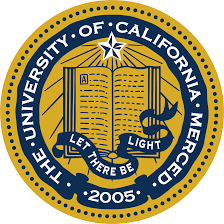 THE UNIVERSITY OF CALIFORNIA MERCED
A
LET THERE BE
LIGHT
2005